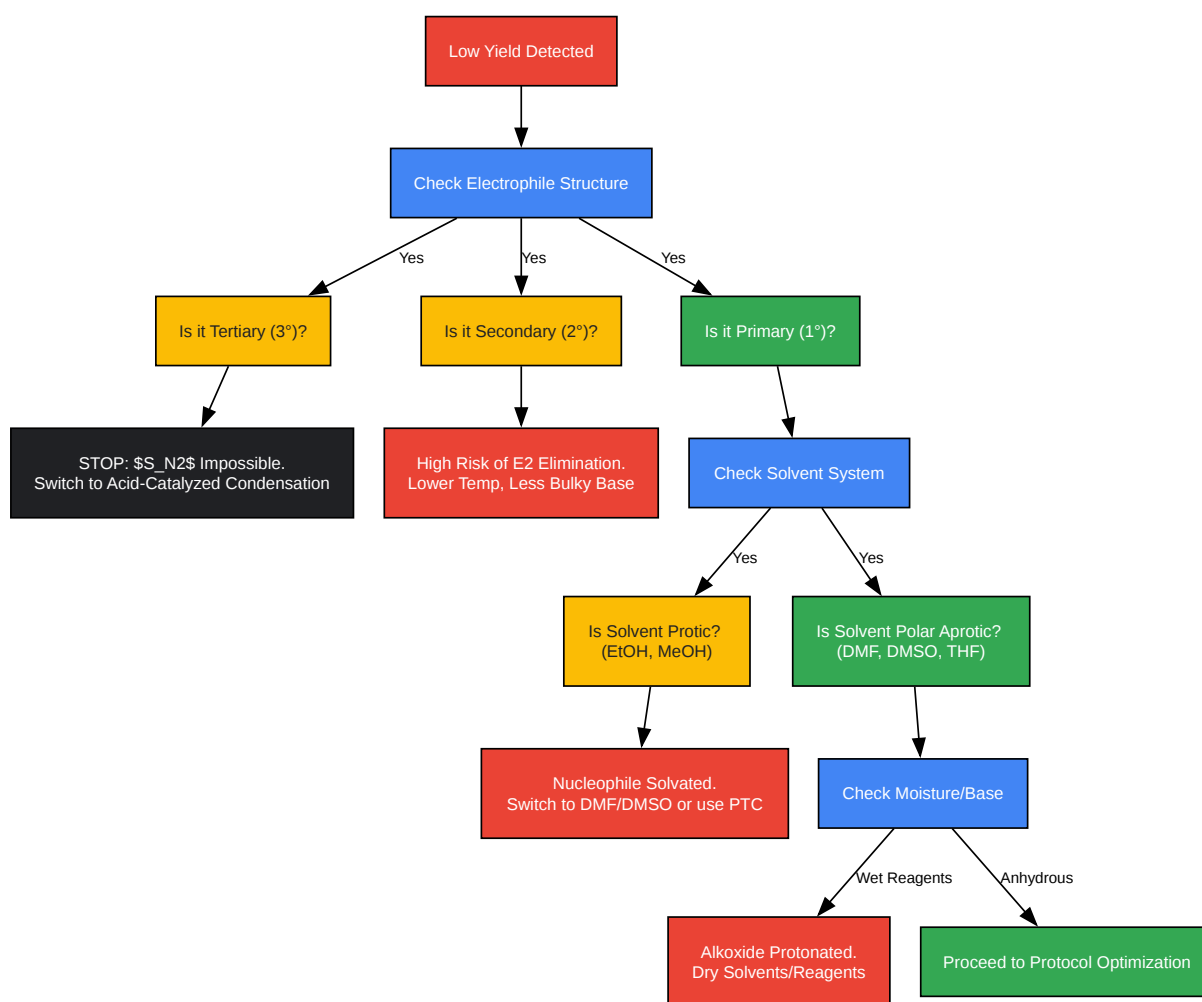 Low Yield Detected
Check Electrophile Structure
Yes
Yes
Yes
Is it Tertiary (3°)?
Is it Secondary (2°)?
Is it Primary (1°)?
STOP: $S_N2$ Impossible.
Switch to Acid-Catalyzed Condensation
High Risk of E2 Elimination.
Lower Temp, Less Bulky Base
Check Solvent System
Yes
Yes
Is Solvent Protic?
(EtOH, MeOH)
Is Solvent Polar Aprotic?
(DMF, DMSO, THF)
Nucleophile Solvated.
Switch to DMF/DMSO or use PTC
Check Moisture/Base
Wet Reagents
Anhydrous
Alkoxide Protonated.
Dry Solvents/Reagents
Proceed to Protocol Optimization